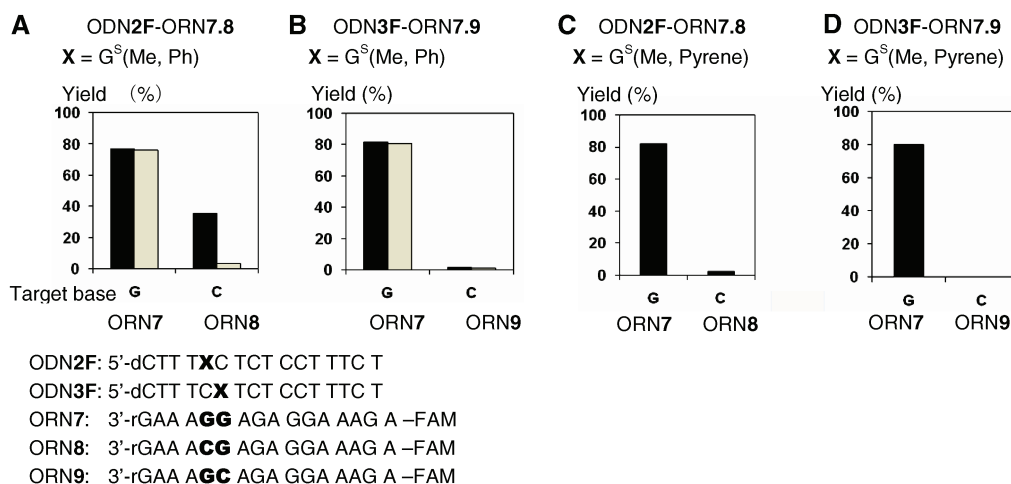 A ODN2F-ORN7.8
X = G^S(Me, Ph)
Yield (%)
100
80
60
40
20
0
Target base G C
ORN7 ORN8
B ODN3F-ORN7.9
X = G^S(Me, Ph)
Yield (%)
100
80
60
40
20
0
G C
ORN7 ORN9
C ODN2F-ORN7.8
X = G^S(Me, Pyrene)
Yield (%)
100
80
60
40
20
0
G C
ORN7 ORN8
D ODN3F-ORN7.9
X = G^S(Me, Pyrene)
Yield (%)
100
80
60
40
20
0
G C
ORN7 ORN9
ODN2F: 5'-dCTT TXC TCT CCT TTC T
ODN3F: 5'-dCTT TCX TCT CCT TTC T
ORN7: 3'-rGAA AGG AGA GGA AAG A –FAM
ORN8: 3'-rGAA ACG AGA GGA AAG A –FAM
ORN9: 3'-rGAA AGC AGA GGA AAG A –FAM